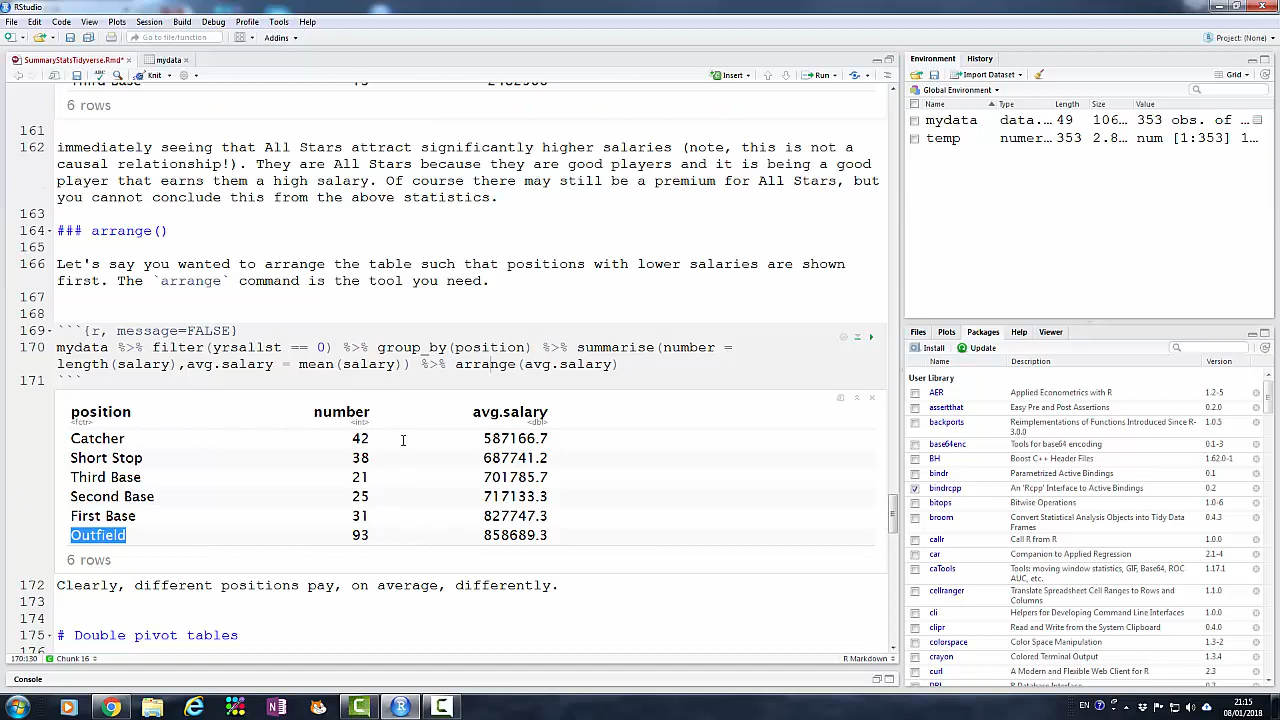 RStudio
File Edit Code View Plots Session Build Debug Profile Tools Help
Go to file/function Addins Project: (None)
SummaryStatsTidyverse.Rmd* mydata
Knit Insert Run
6 rows
161
162 immediately seeing that All Stars attract significantly higher salaries (note, this is not a
causal relationship!). They are All Stars because they are good players and it is being a good
player that earns them a high salary. Of course there may still be a premium for All Stars, but
you cannot conclude this from the above statistics.
163
164 ### arrange()
165
166 Let's say you wanted to arrange the table such that positions with lower salaries are shown
first. The `arrange` command is the tool you need.
167
168
169 ```{r, message=FALSE}
170 mydata %>% filter(yrsallst == 0) %>% group_by(position) %>% summarise(number =
length(salary),avg.salary = mean(salary)) %>% arrange(avg.salary)
171 ```
position number avg.salary
<fctr> <int> <dbl>
Catcher 42 587166.7
Short Stop 38 687741.2
Third Base 21 701785.7
Second Base 25 717133.3
First Base 31 827747.3
Outfield 93 858689.3
6 rows
172 Clearly, different positions pay, on average, differently.
173
174
175 # Double pivot tables
176
170:130 Chunk 16 R Markdown
Console
Environment History
Import Dataset Grid
Global Environment
Name Type Length Size Value
mydata data.… 49 106… 353 obs. of …
temp numer… 353 2.8… num [1:353] 1…
Files Plots Packages Help Viewer
Install Update
Name Description Version
User Library
AER Applied Econometrics with R 1.2-5
assertthat Easy Pre and Post Assertions 0.2.0
backports Reimplementations of Functions Introduced Since R-3.0.0 1.1.1
base64enc Tools for base64 encoding 0.1-3
BH Boost C++ Header Files 1.62.0-1
bindr Parametrized Active Bindings 0.1
bindrcpp An 'Rcpp' Interface to Active Bindings 0.2
bitops Bitwise Operations 1.0-6
broom Convert Statistical Analysis Objects into Tidy Data Frames 0.4.3
callr Call R from R 1.0.0
car Companion to Applied Regression 2.1-4
caTools Tools: moving window statistics, GIF, Base64, ROC AUC, etc. 1.17.1
cellranger Translate Spreadsheet Cell Ranges to Rows and Columns 1.1.0
cli Helpers for Developing Command Line Interfaces 1.0.0
clipr Read and Write from the System Clipboard 0.4.0
colorspace Color Space Manipulation 1.3-2
crayon Colored Terminal Output 1.3.4
curl A Modern and Flexible Web Client for R 2.3
EN 21:15
08/01/2018